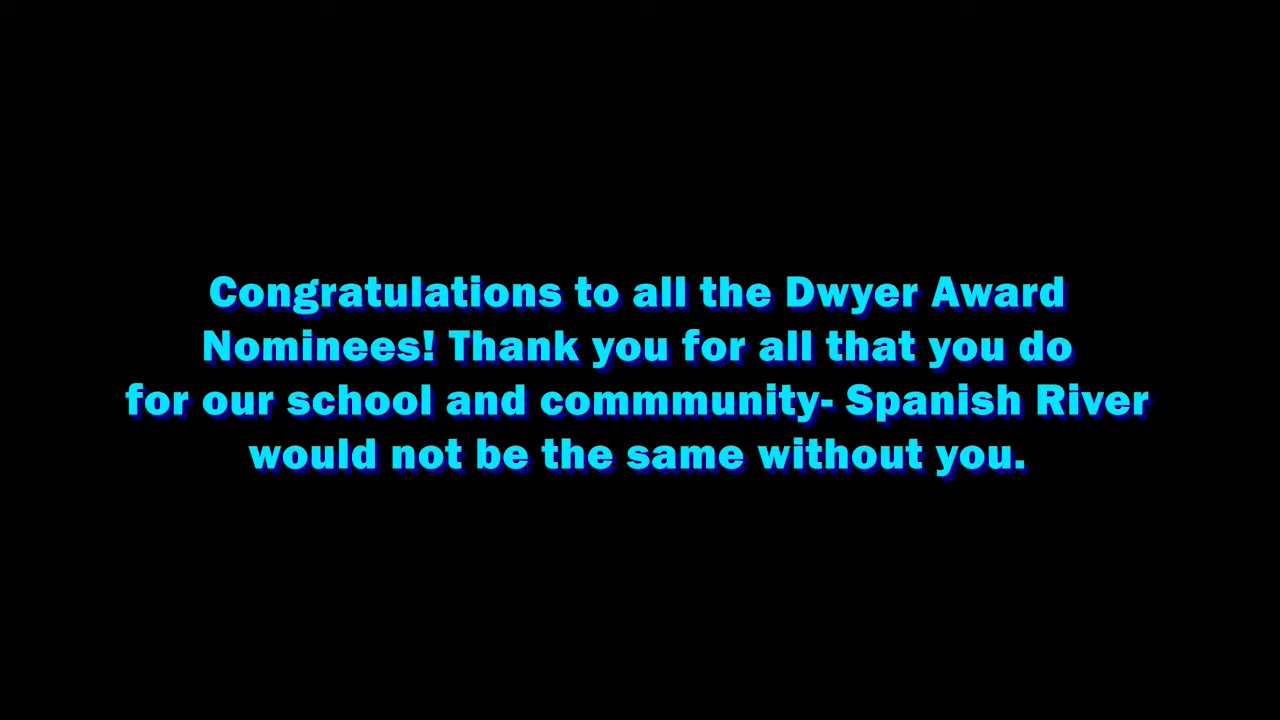 Congratulations to all the Dwyer Award
Nominees! Thank you for all that you do
for our school and commmunity- Spanish River
would not be the same without you.